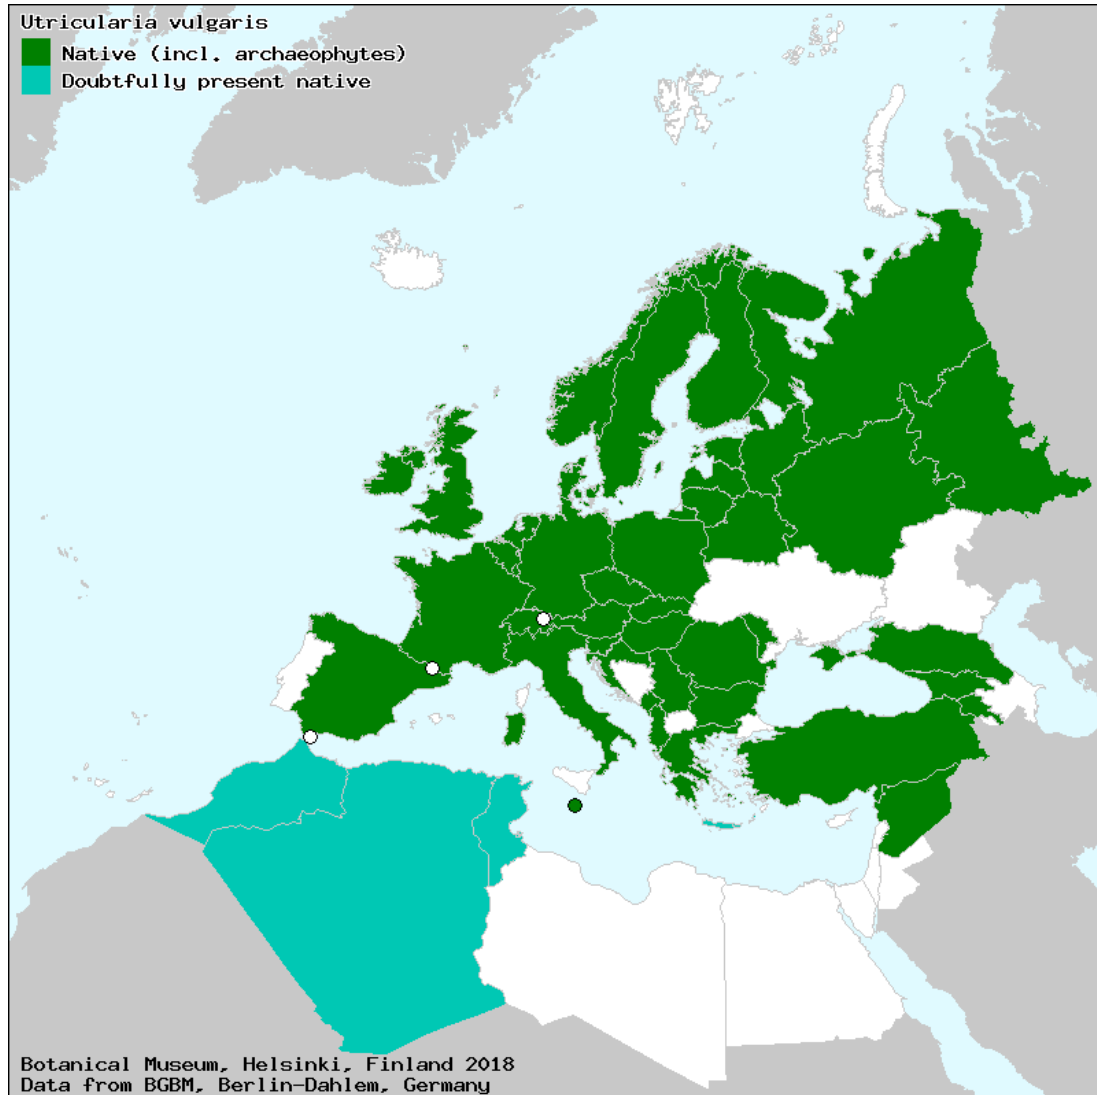 Utricularia vulgaris
Native (incl. archaeophytes)
Doubtfully present native
Botanical Museum, Helsinki, Finland 2018
Data from BGBM, Berlin-Dahlem, Germany